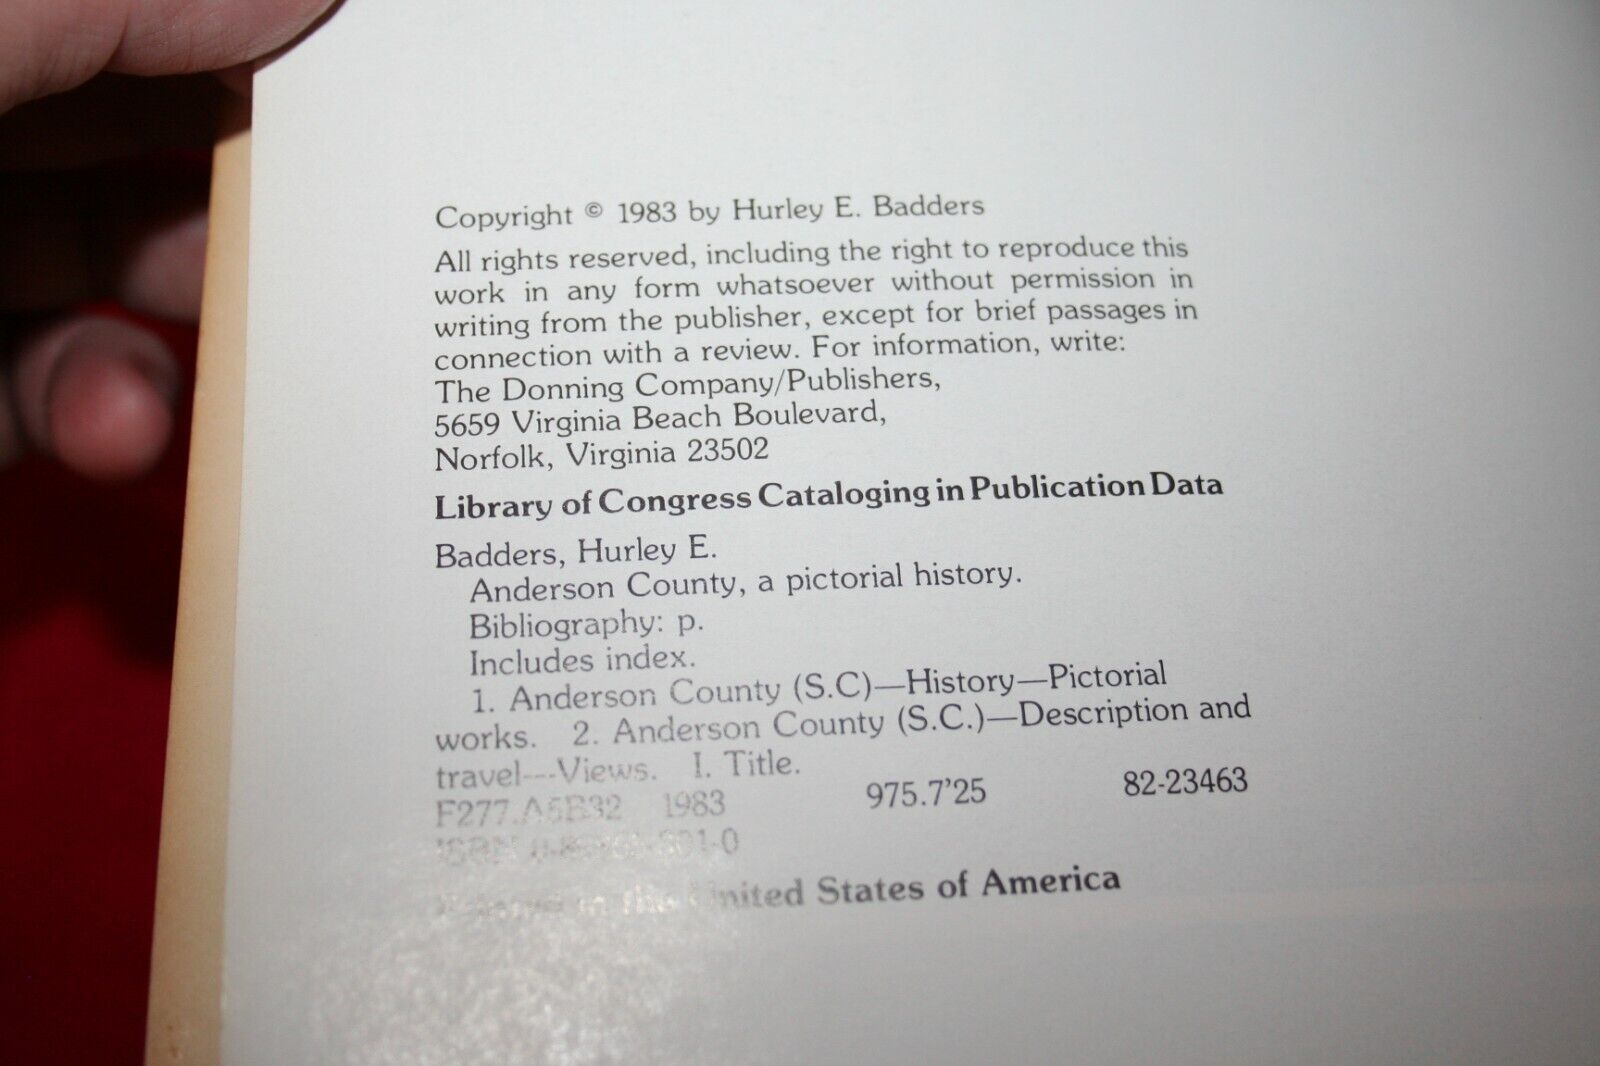 Copyright © 1983 by Hurley E. Badders
All rights reserved, including the right to reproduce this
work in any form whatsoever without permission in
writing from the publisher, except for brief passages in
connection with a review. For information, write:
The Donning Company/Publishers,
5659 Virginia Beach Boulevard,
Norfolk, Virginia 23502
Library of Congress Cataloging in Publication Data
Badders, Hurley E.
Anderson County, a pictorial history.
Bibliography: p.
Includes index.
1. Anderson County (S.C)—History—Pictorial
works. 2. Anderson County (S.C.)—Description and
travel—Views. I. Title.
F277.A5B32 1983 975.7'25 82-23463
ISBN
in the United States of America